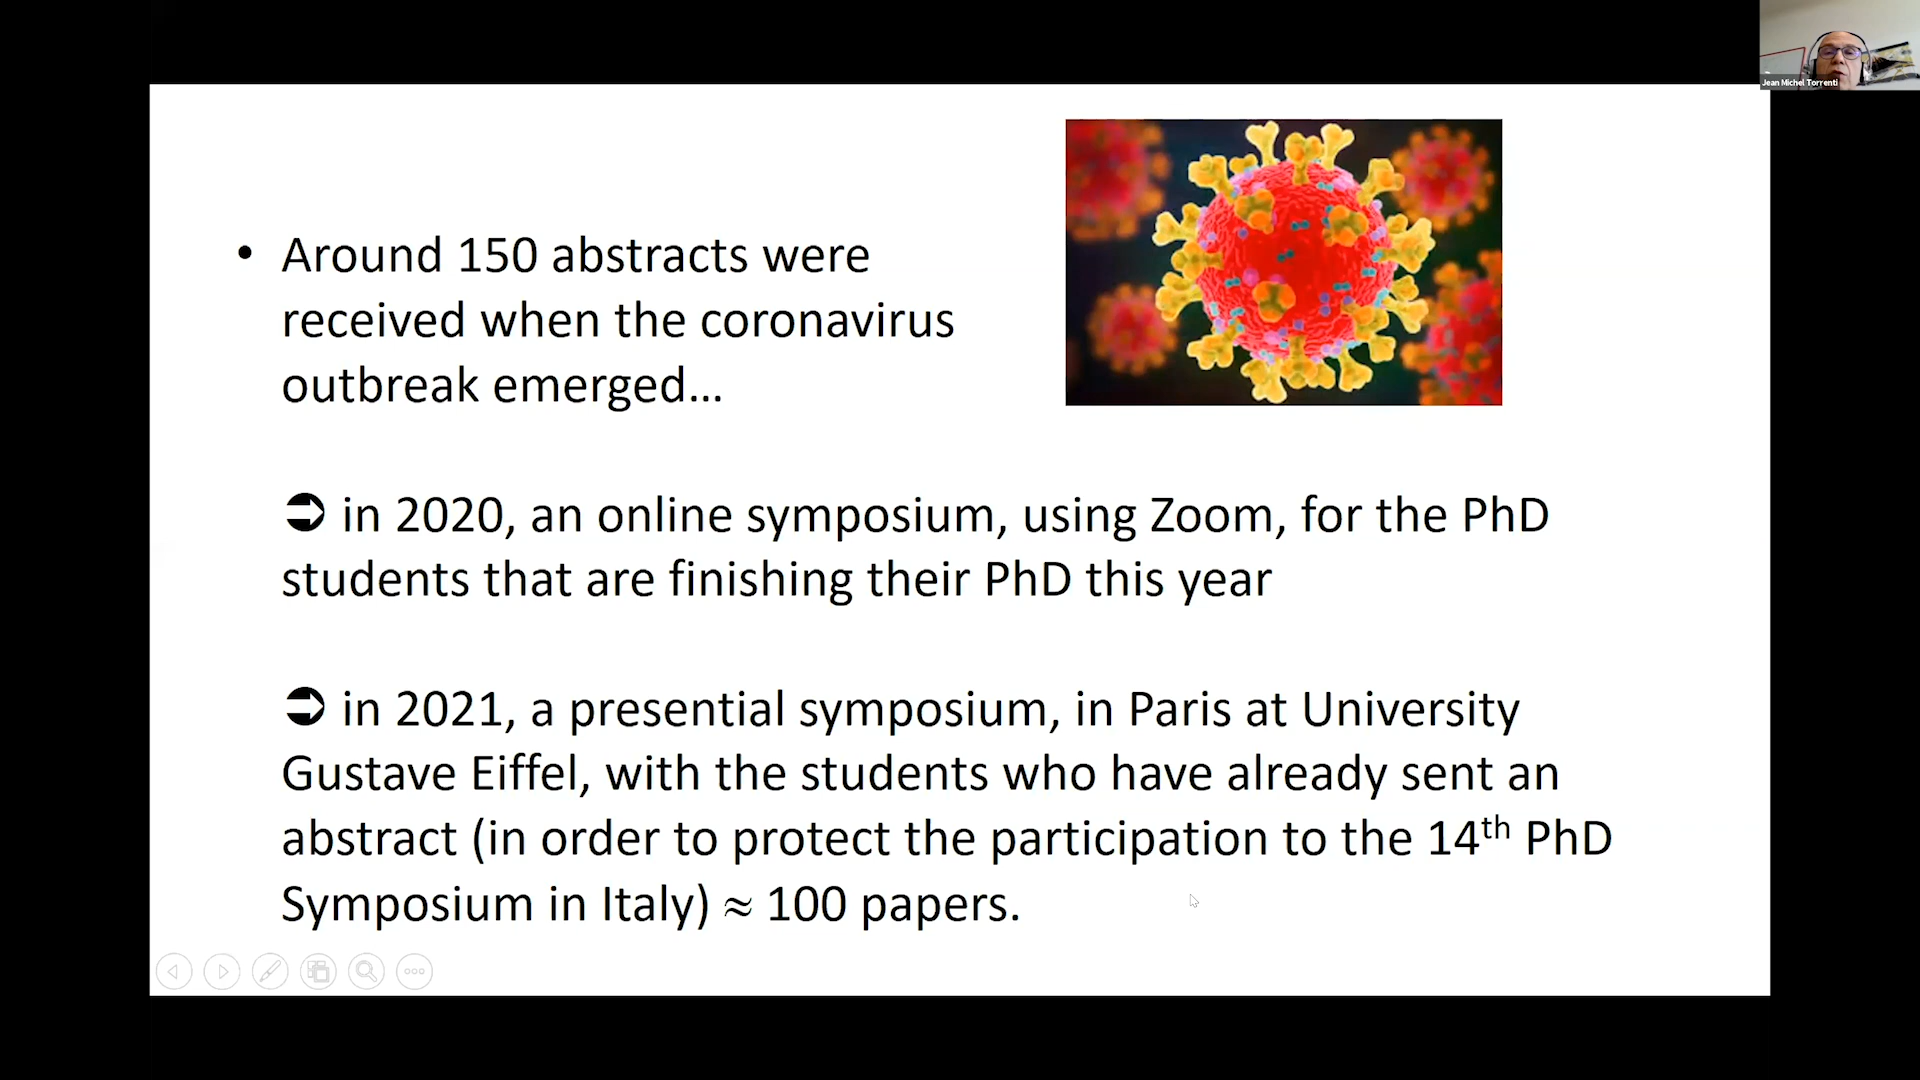 Jean Michel Torrenti
• Around 150 abstracts were
received when the coronavirus
outbreak emerged...
➲ in 2020, an online symposium, using Zoom, for the PhD
students that are finishing their PhD this year
➲ in 2021, a presential symposium, in Paris at University
Gustave Eiffel, with the students who have already sent an
abstract (in order to protect the participation to the 14th PhD
Symposium in Italy) ≈ 100 papers.